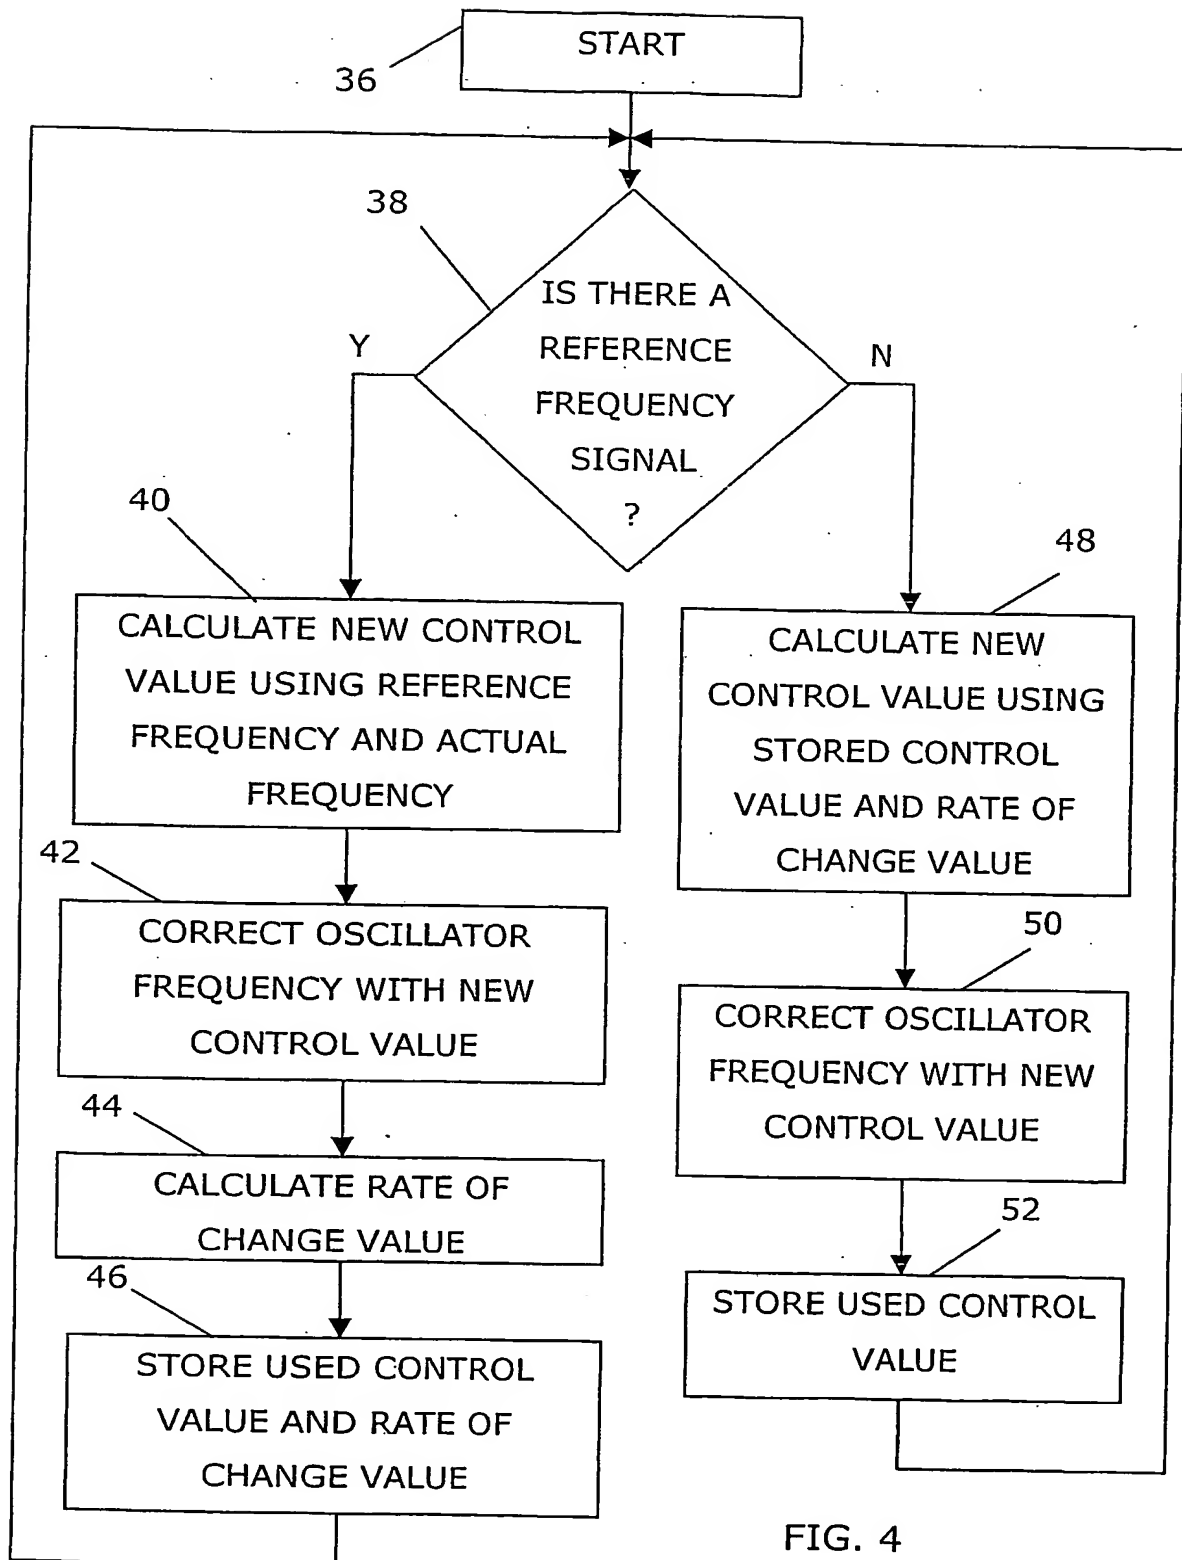 START
36
38
IS THERE A
REFERENCE
FREQUENCY
SIGNAL
?
Y
N
40
CALCULATE NEW CONTROL
VALUE USING REFERENCE
FREQUENCY AND ACTUAL
FREQUENCY
42
CORRECT OSCILLATOR
FREQUENCY WITH NEW
CONTROL VALUE
44
CALCULATE RATE OF
CHANGE VALUE
46
STORE USED CONTROL
VALUE AND RATE OF
CHANGE VALUE
48
CALCULATE NEW
CONTROL VALUE USING
STORED CONTROL
VALUE AND RATE OF
CHANGE VALUE
50
CORRECT OSCILLATOR
FREQUENCY WITH NEW
CONTROL VALUE
52
STORE USED CONTROL
VALUE
FIG. 4